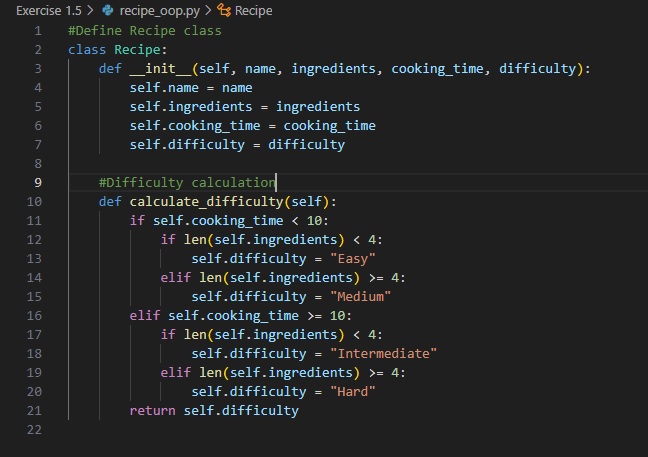 Exercise 1.5 > recipe_oop.py > Recipe
1 #Define Recipe class
2 class Recipe:
3     def __init__(self, name, ingredients, cooking_time, difficulty):
4         self.name = name
5         self.ingredients = ingredients
6         self.cooking_time = cooking_time
7         self.difficulty = difficulty
8
9     #Difficulty calculation
10     def calculate_difficulty(self):
11         if self.cooking_time < 10:
12             if len(self.ingredients) < 4:
13                 self.difficulty = "Easy"
14             elif len(self.ingredients) >= 4:
15                 self.difficulty = "Medium"
16         elif self.cooking_time >= 10:
17             if len(self.ingredients) < 4:
18                 self.difficulty = "Intermediate"
19             elif len(self.ingredients) >= 4:
20                 self.difficulty = "Hard"
21         return self.difficulty
22